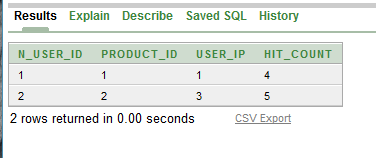 Results Explain Describe Saved SQL History
N_USER_ID PRODUCT_ID USER_IP HIT_COUNT
1 1 1 4
2 2 3 5
2 rows returned in 0.00 seconds CSV Export